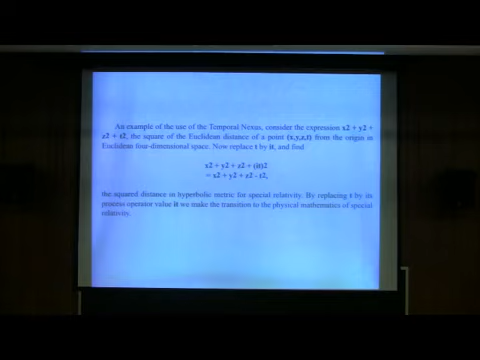 An example of the use of the Temporal Nexus, consider the expression x2 + y2 +
z2 + t2, the square of the Euclidean distance of a point (x,y,z,t) from the origin in
Euclidean four-dimensional space. Now replace t by it, and find
x2 + y2 + z2 + (it)2
= x2 + y2 + z2 - t2,
the squared distance in hyperbolic metric for special relativity. By replacing t by its
process operator value it we make the transition to the physical mathematics of special
relativity.